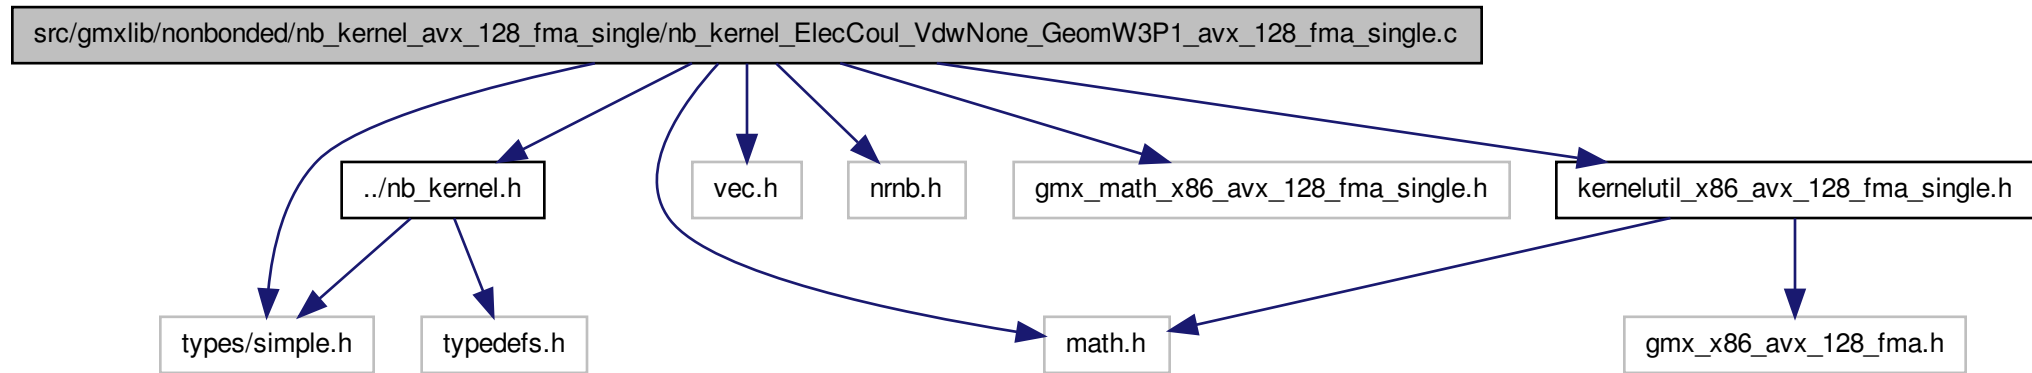 src/gmxlib/nonbonded/nb_kernel_avx_128_fma_single/nb_kernel_ElecCoul_VdwNone_GeomW3P1_avx_128_fma_single.c
../nb_kernel.h
vec.h
nrnb.h
gmx_math_x86_avx_128_fma_single.h
kernelutil_x86_avx_128_fma_single.h
types/simple.h
typedefs.h
math.h
gmx_x86_avx_128_fma.h